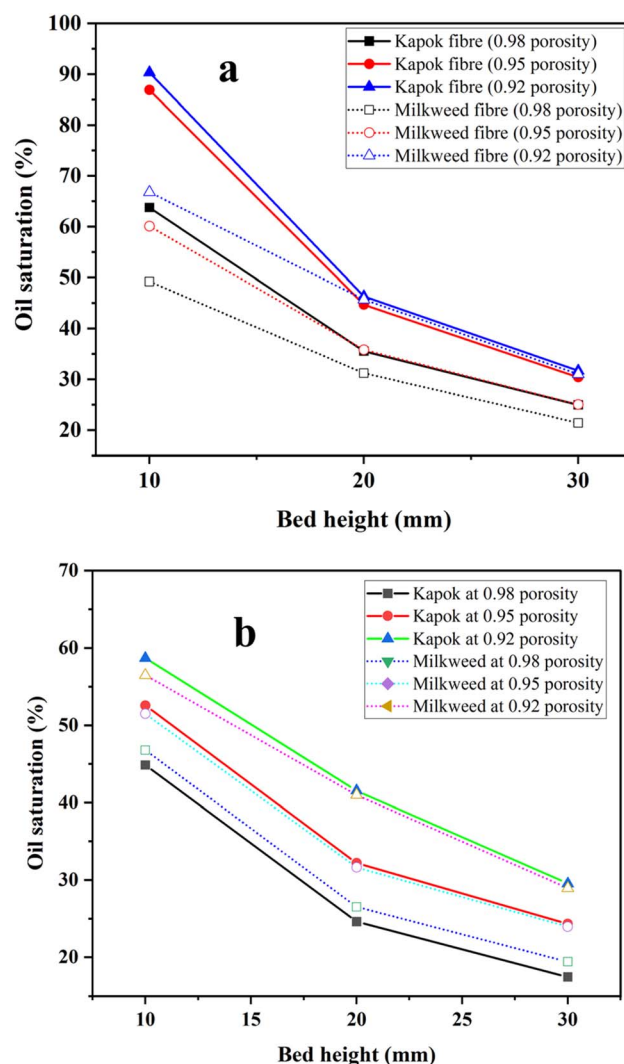 a
Kapok fibre (0.98 porosity)
Kapok fibre (0.95 porosity)
Kapok fibre (0.92 porosity)
Milkweed fibre (0.98 porosity)
Milkweed fibre (0.95 porosity)
Milkweed fibre (0.92 porosity)
Oil saturation (%)
100
90
80
70
60
50
40
30
20
10 20 30
Bed height (mm)
b
Kapok at 0.98 porosity
Kapok at 0.95 porosity
Kapok at 0.92 porosity
Milkweed at 0.98 porosity
Milkweed at 0.95 porosity
Milkweed at 0.92 porosity
Oil saturation (%)
70
60
50
40
30
20
10 15 20 25 30
Bed height (mm)